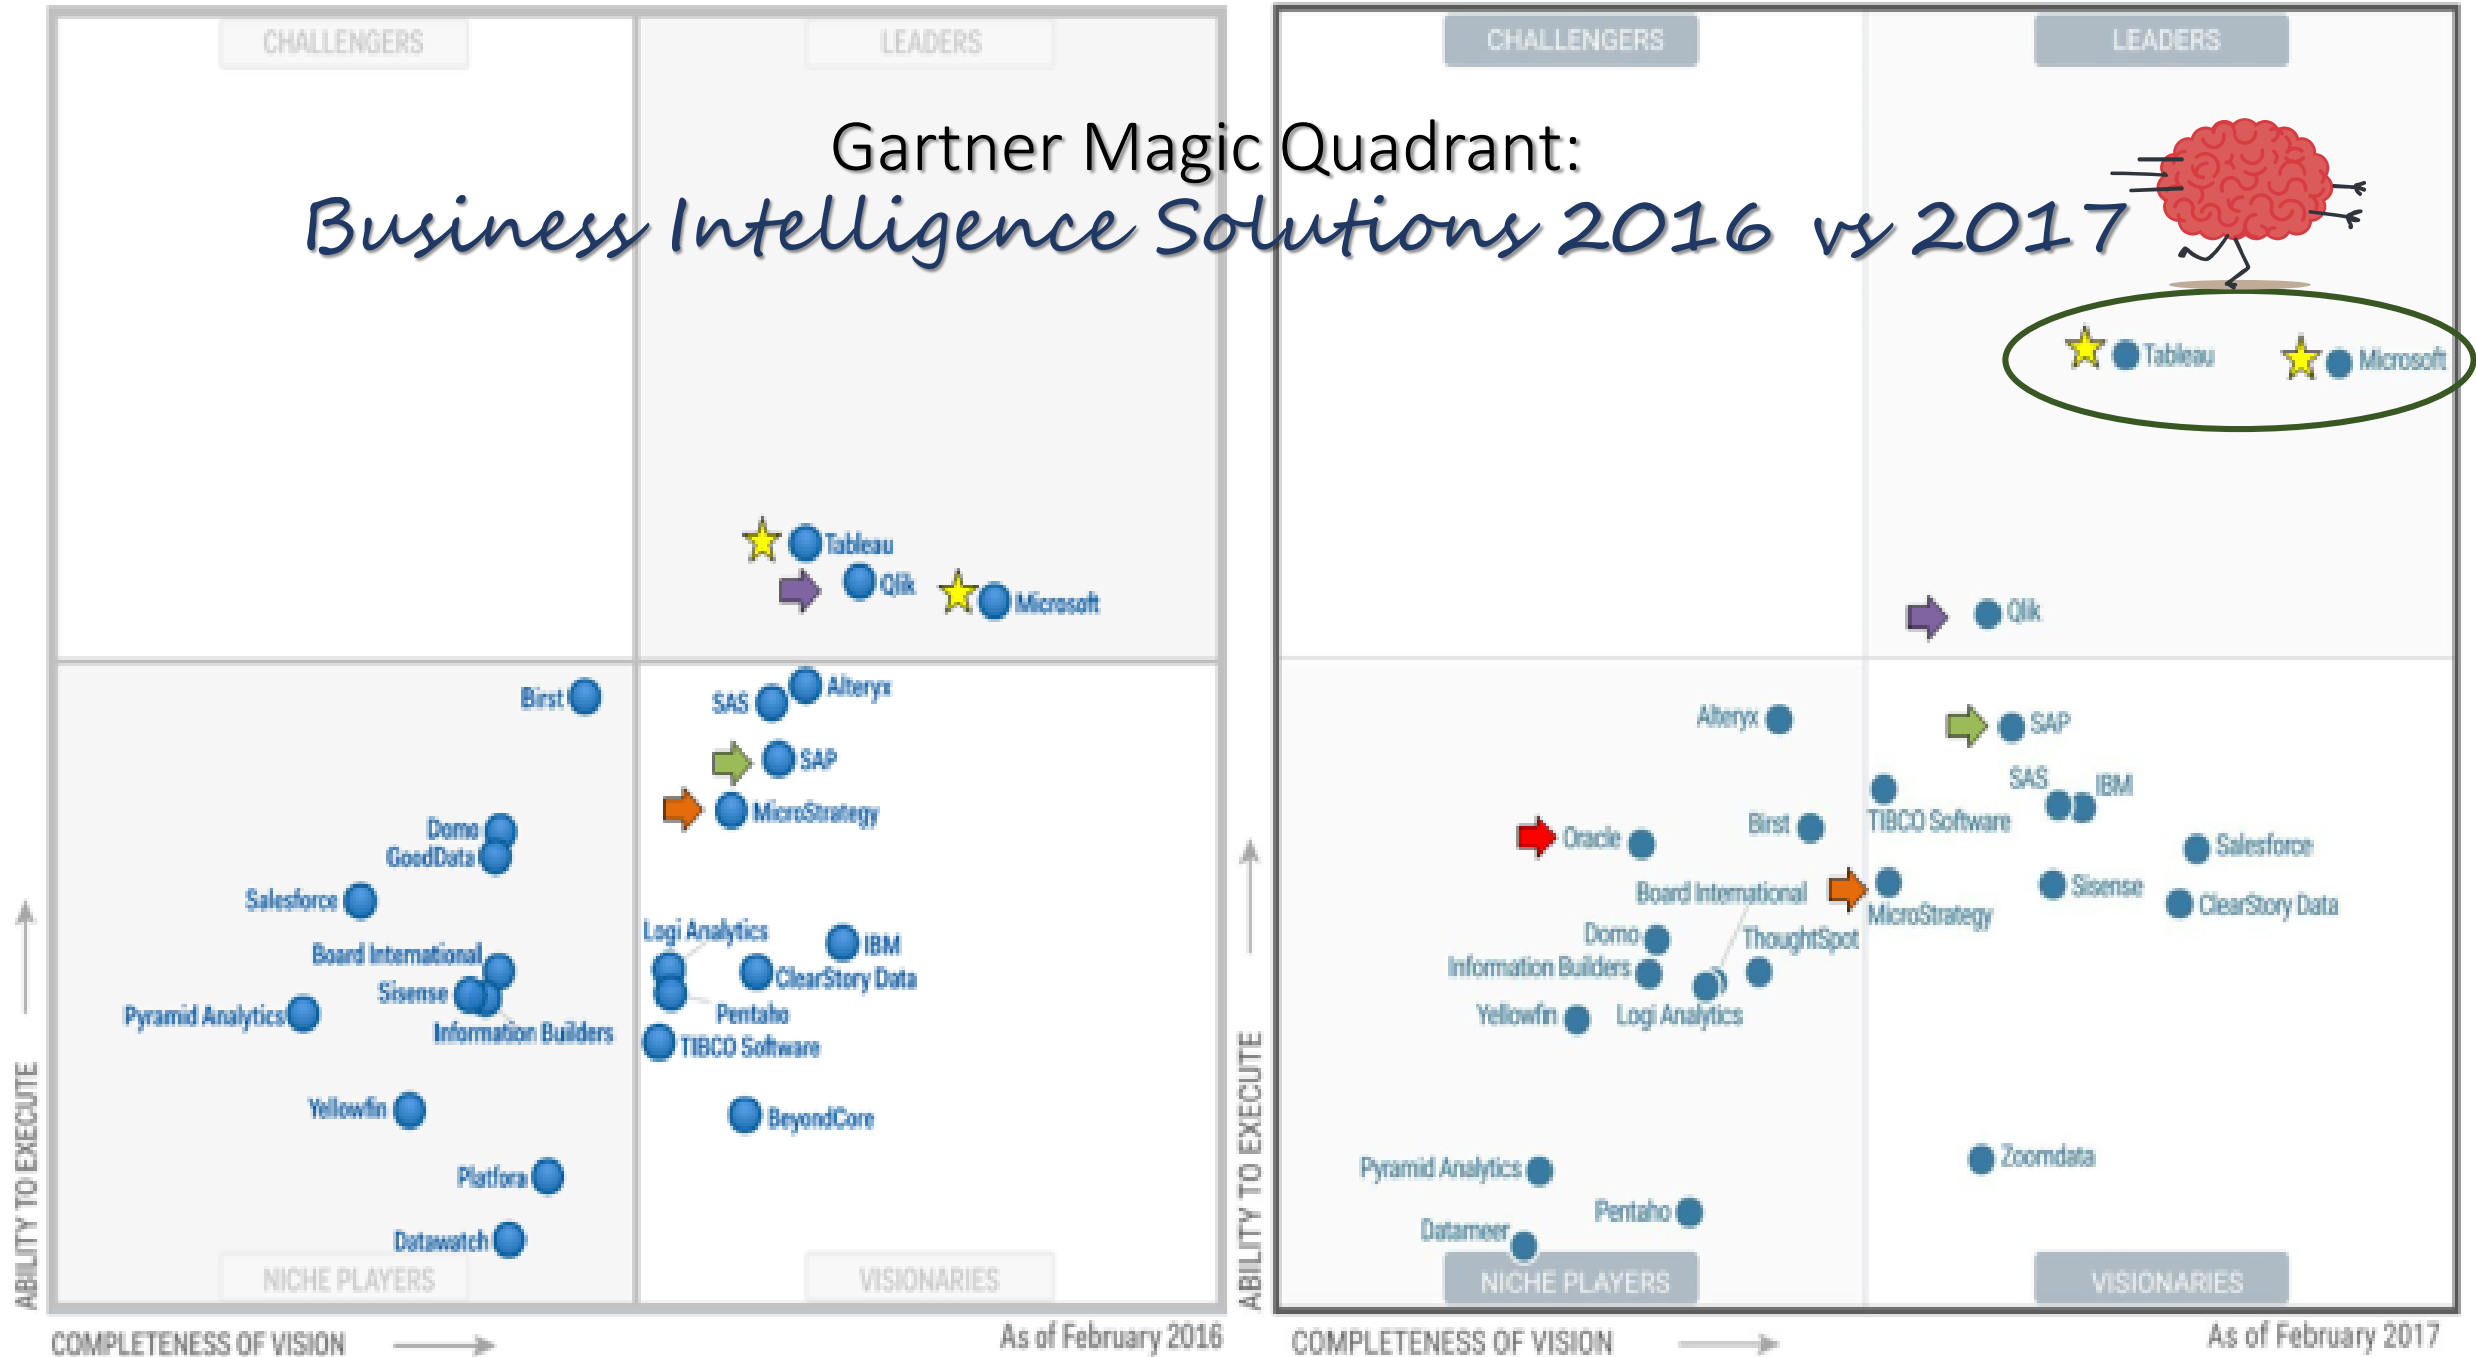 CHALLENGERS
LEADERS
CHALLENGERS
LEADERS
Gartner Magic Quadrant:
Business Intelligence Solutions 2016 vs 2017
Tableau
Qlik
Microsoft
Birst
SAS
Alteryx
SAP
MicroStrategy
Domo
GoodData
Salesforce
Logi Analytics
IBM
Board International
ClearStory Data
Sisense
Pentaho
Pyramid Analytics
Information Builders
TIBCO Software
Yellowfin
BeyondCore
Platfora
Datawatch
NICHE PLAYERS
VISIONARIES
ABILITY TO EXECUTE
COMPLETENESS OF VISION
As of February 2016
Tableau
Microsoft
Qlik
Alteryx
SAP
SAS
IBM
TIBCO Software
Birst
Oracle
Salesforce
Board International
Sisense
MicroStrategy
ClearStory Data
Domo
ThoughtSpot
Information Builders
Yellowfin
Logi Analytics
Zoomdata
Pyramid Analytics
Pentaho
Datameer
NICHE PLAYERS
VISIONARIES
ABILITY TO EXECUTE
COMPLETENESS OF VISION
As of February 2017